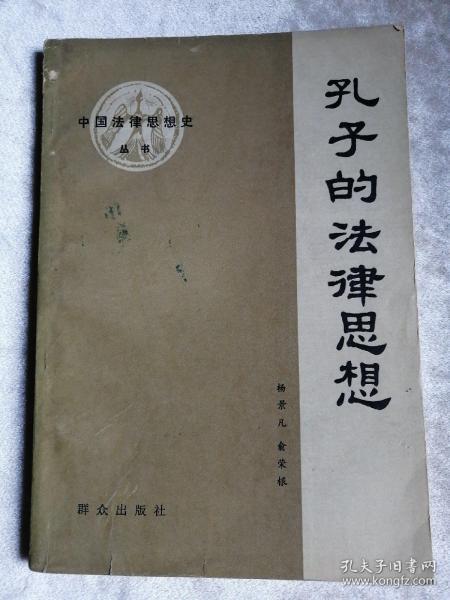 孔子的法律思想
中国法律思想史
丛书
杨景凡 俞荣根
群众出版社
孔夫子旧书网
www.kongfz.com